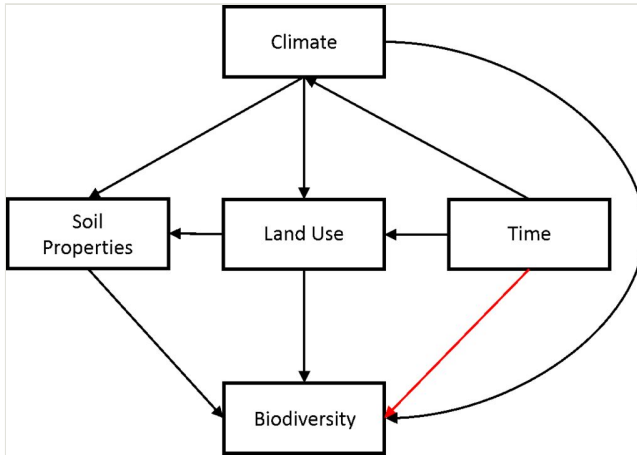 Climate
Soil
Properties
Land Use
Time
Biodiversity